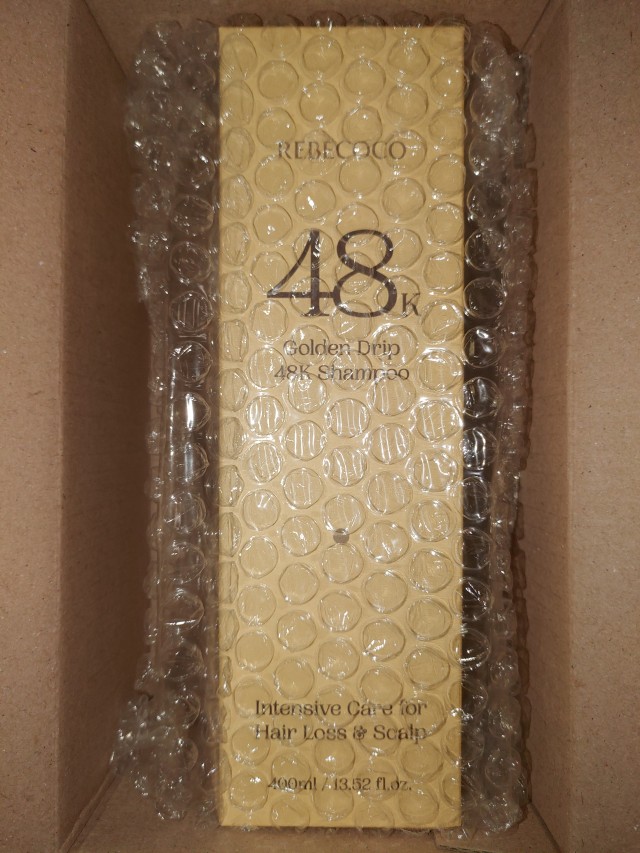 REBECOCO
48K
Golden Drip
48K Shampoo
Intensive Care for
Hair Loss & Scalp
400ml / 13.52 fl.oz.